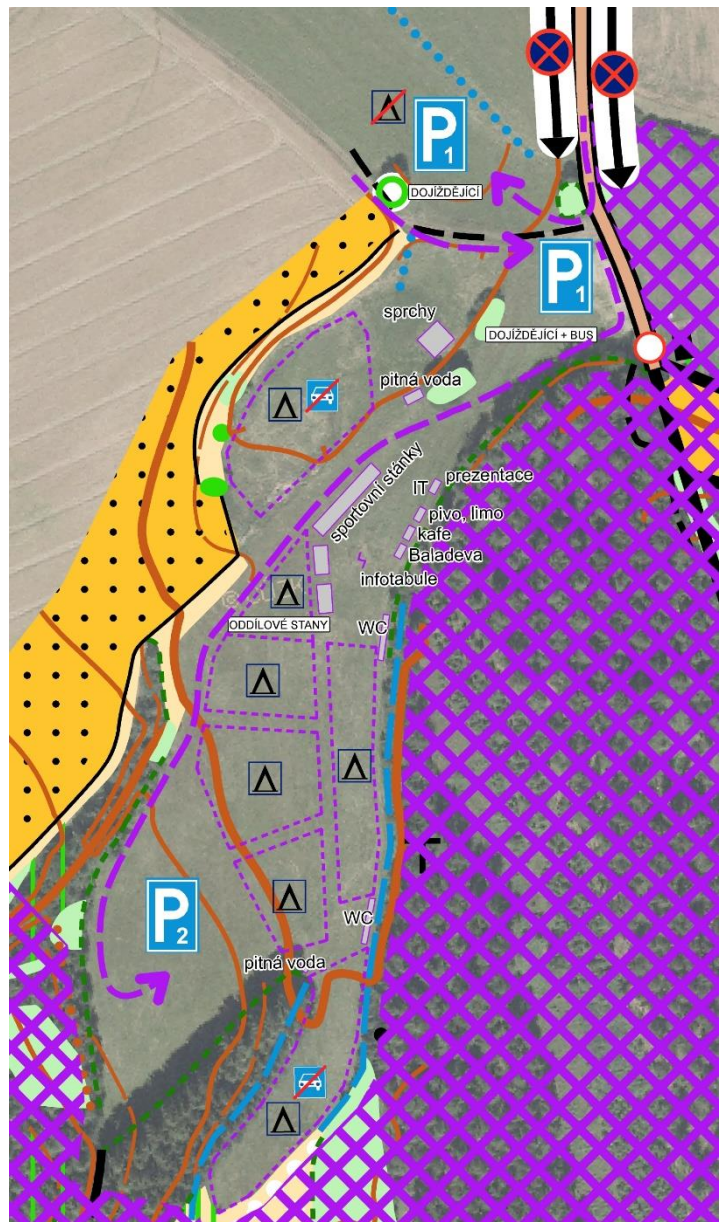 P1
DOJÍŽDĚJÍCÍ
P1
DOJÍŽDĚJÍCÍ + BUS
sprchy
pitná voda
sportovní stánky
prezentace
IT
pivo, limo
kafe
Baladeva
infotabule
ODDÍLOVÉ STANY
WC
P2
WC
pitná voda